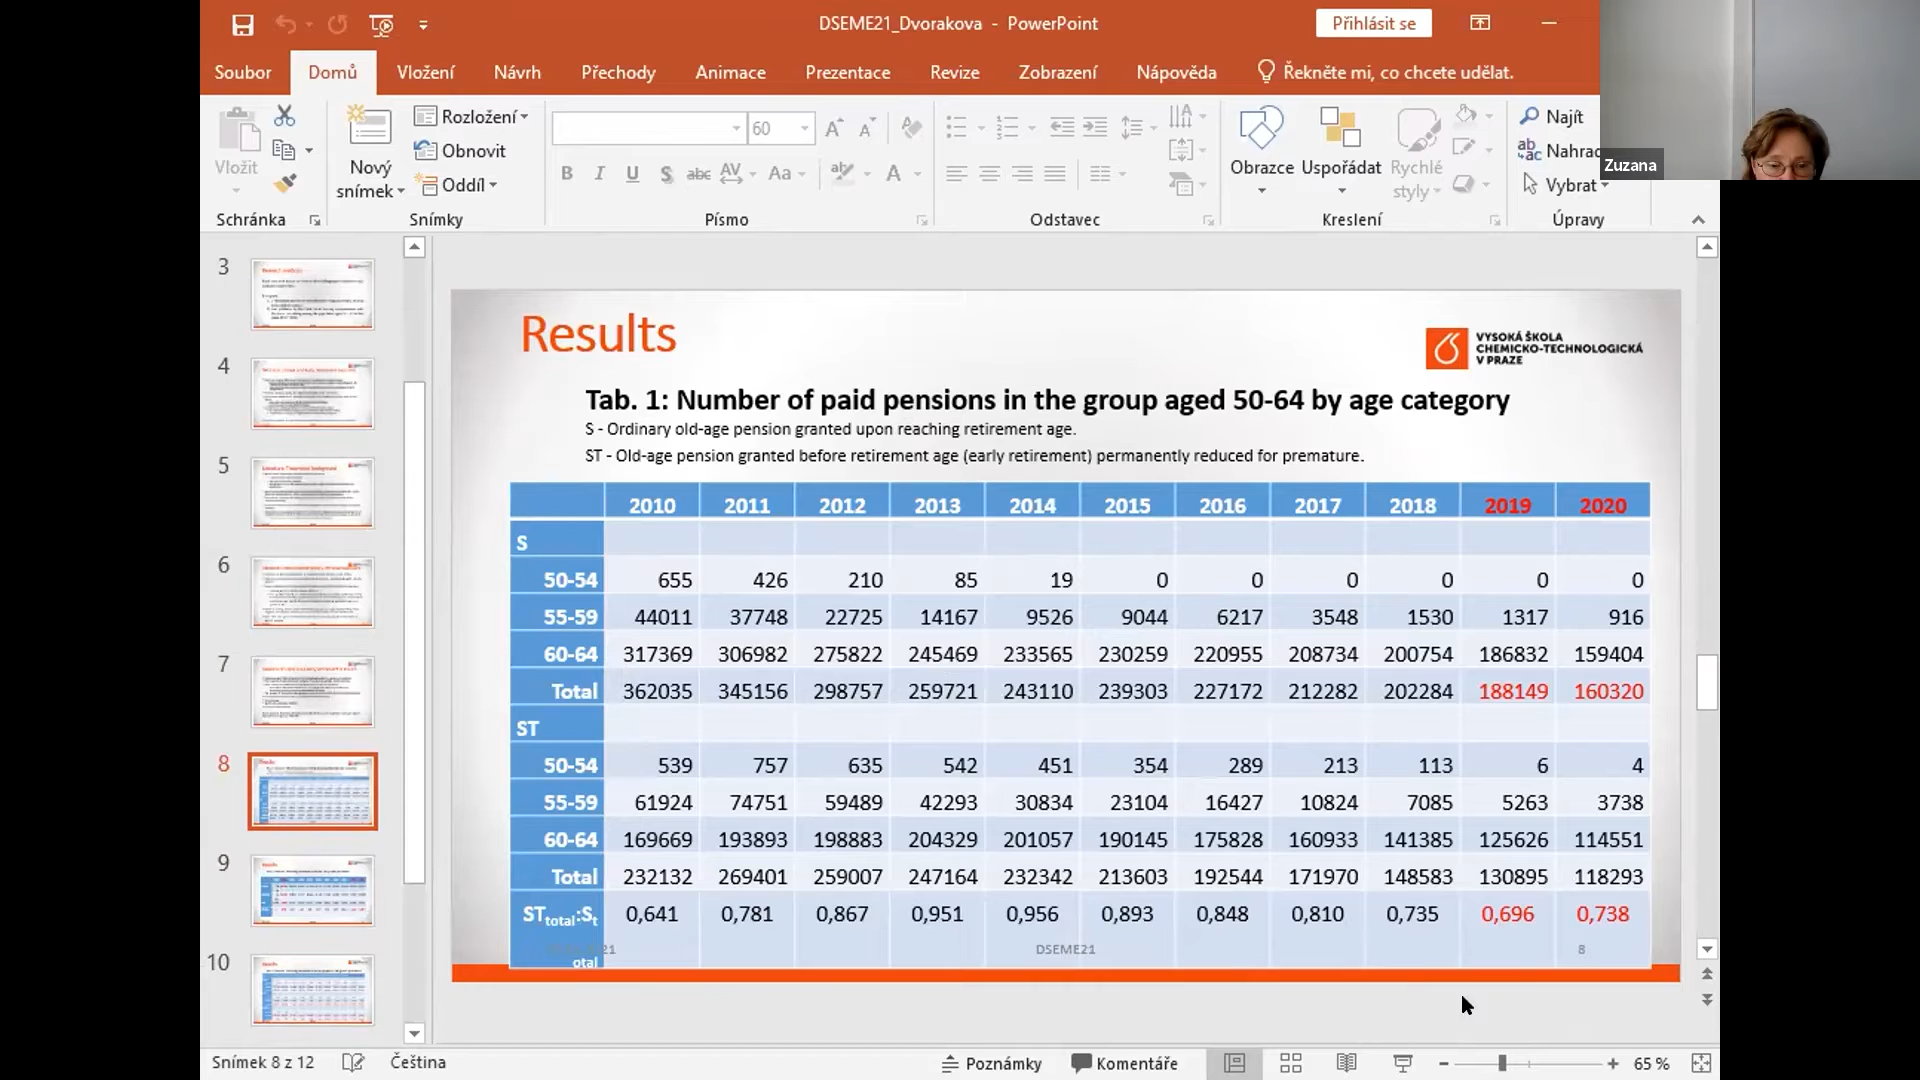 DSEME21_Dvorakova - PowerPoint
Přihlásit se
Soubor Domů Vložení Návrh Přechody Animace Prezentace Revize Zobrazení Nápověda Řekněte mi, co chcete udělat.
Vložit
Nový
snímek
Rozložení
Obnovit
Oddíl
60
Obrazce Uspořádat Rychlé
styly
Najít
Nahrad
Vybrat
Schránka Snímky Písmo Odstavec Kreslení Úpravy
Zuzana
3
4
5
6
7
8
9
10
Results
VYSOKÁ ŠKOLA
CHEMICKO-TECHNOLOGICKÁ
V PRAZE
Tab. 1: Number of paid pensions in the group aged 50-64 by age category
S - Ordinary old-age pension granted upon reaching retirement age.
ST - Old-age pension granted before retirement age (early retirement) permanently reduced for premature.
2010 2011 2012 2013 2014 2015 2016 2017 2018 2019 2020
S
50-54 655 426 210 85 19 0 0 0 0 0 0
55-59 44011 37748 22725 14167 9526 9044 6217 3548 1530 1317 916
60-64 317369 306982 275822 245469 233565 230259 220955 208734 200754 186832 159404
Total 362035 345156 298757 259721 243110 239303 227172 212282 202284 188149 160320
ST
50-54 539 757 635 542 451 354 289 213 113 6 4
55-59 61924 74751 59489 42293 30834 23104 16427 10824 7085 5263 3738
60-64 169669 193893 198883 204329 201057 190145 175828 160933 141385 125626 114551
Total 232132 269401 259007 247164 232342 213603 192544 171970 148583 130895 118293
STtotal:St 0,641 0,781 0,867 0,951 0,956 0,893 0,848 0,810 0,735 0,696 0,738
otal
DSEME21
8
Snímek 8 z 12 Čeština Poznámky Komentáře 65 %